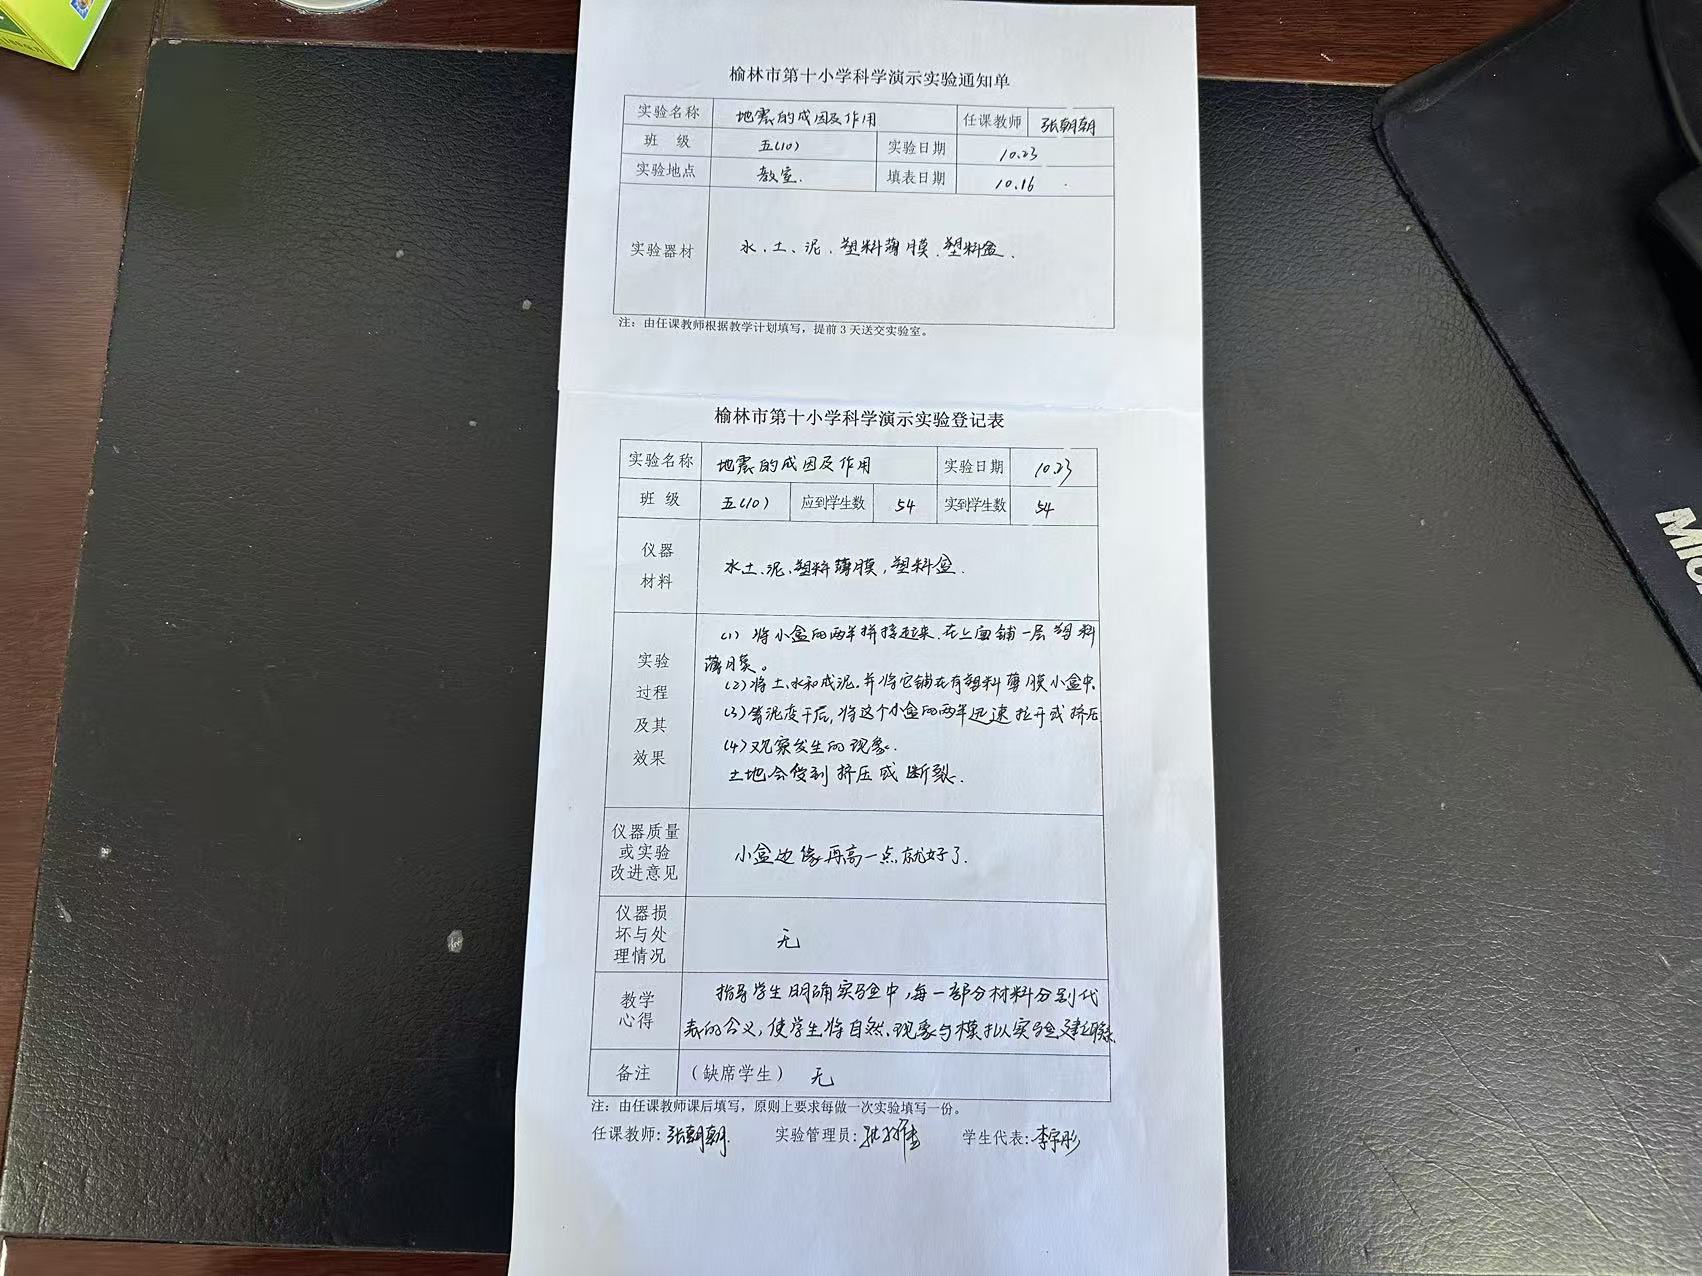 榆林市第十小学科学演示实验通知单
实验名称 地震的成因及作用 任课教师 张朝朝
班 级 五(10) 实验日期 10.23
实验地点 教室. 填表日期 10.16
实验器材 水、土、泥、塑料薄膜、塑料盒.
注：由任课教师根据教学计划填写，提前3天送交实验室。
榆林市第十小学科学演示实验登记表
实验名称 地震的成因及作用 实验日期 10.23
班 级 五(10) 应到学生数 54 实到学生数 54
仪器
材料
水土、泥、塑料薄膜，塑料盒.
实验
过程
及其
效果
(1) 将小盒的两半拼接起来.在上面铺一层塑料
薄膜。
(2)将土、水和成泥.并将它铺在有塑料薄膜小盒中.
(3)等泥变干后,将这个小盒的两半迅速拉开或挤压
(4)观察发生的现象.
土地会受到挤压或断裂.
仪器质量
或实验
改进意见
小盒边缘再高一点就好了.
仪器损
坏与处
理情况
无
教学
心得
指导学生明确实验中,每一部分材料分别代
表的含义,使学生将自然现象与模拟实验建立联系.
备注 (缺席学生) 无
注：由任课教师课后填写，原则上要求每做一次实验填写一份。
任课教师: 张朝朝. 实验管理员: 学生代表: 李宇彤
MIC